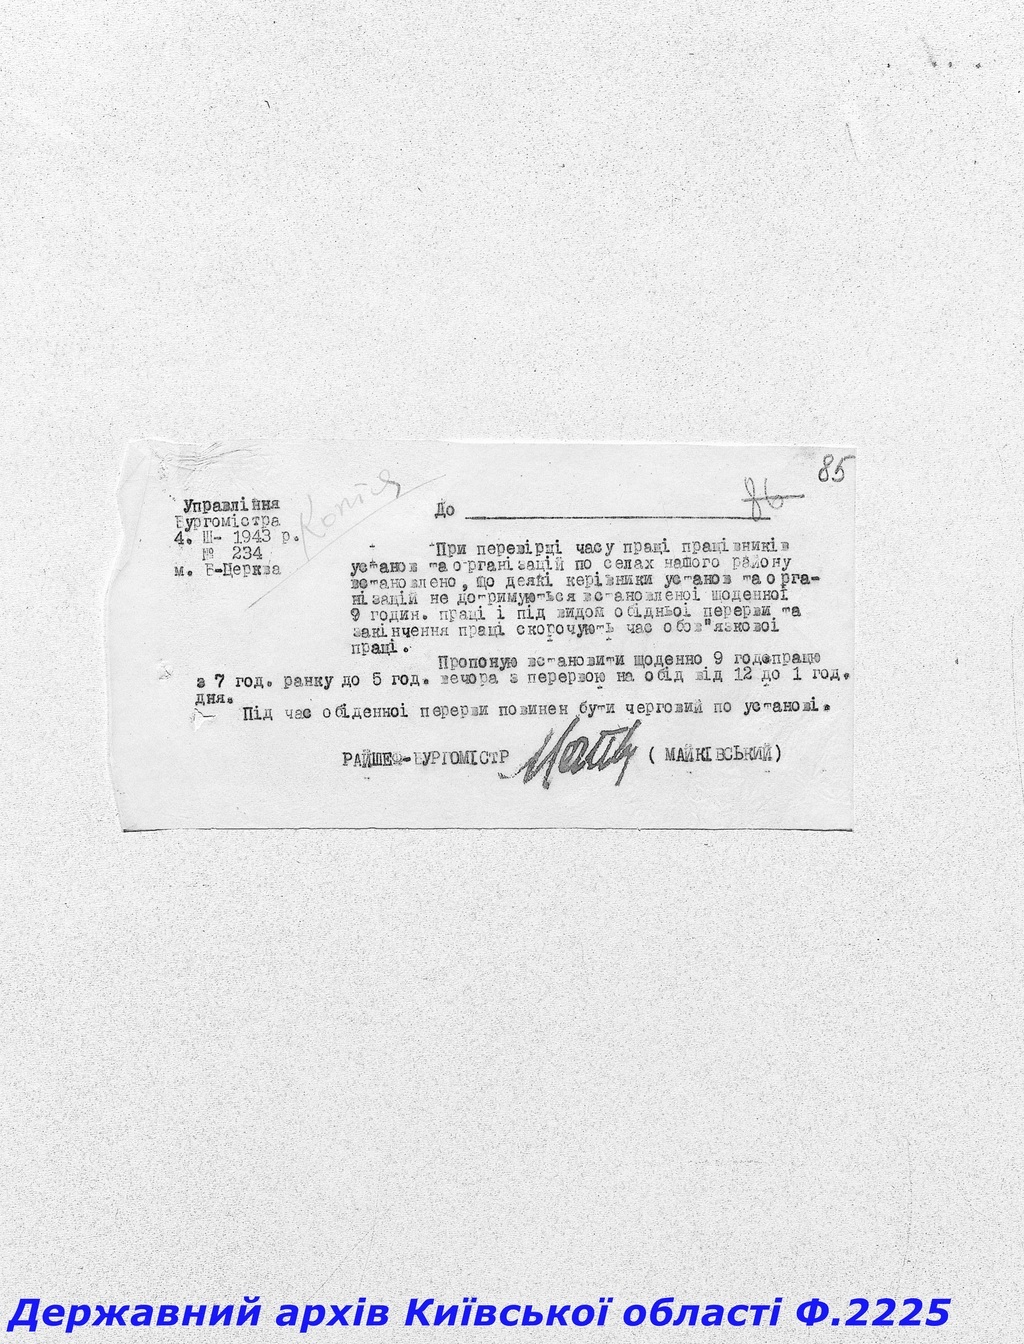 85
86
Копія
Управління
Бургомістра
4. Ш- 1943 р.
№ 234
м. Б-Церква
До
При перевірці часу праці працівників
установ та організацій по селах нашого району
встановлено, що деякі керівники установ та орга-
нізацій не дотримуються встановленої щоденної
9 годин. праці і під видом обідньої перерви та
закінчення праці скорочують час обов"язкової
праці.
Пропоную встановити щоденно 9 год.працю
з 7 год. ранку до 5 год. вечора з перервою на обід від 12 до 1 год.
дня.
Під час обіденної перерви повинен бути черговий по установі.
РАЙШЕФ-БУРГОМІСТР ( МАЙКІВСЬКИЙ)
Державний архів Київської області Ф.2225